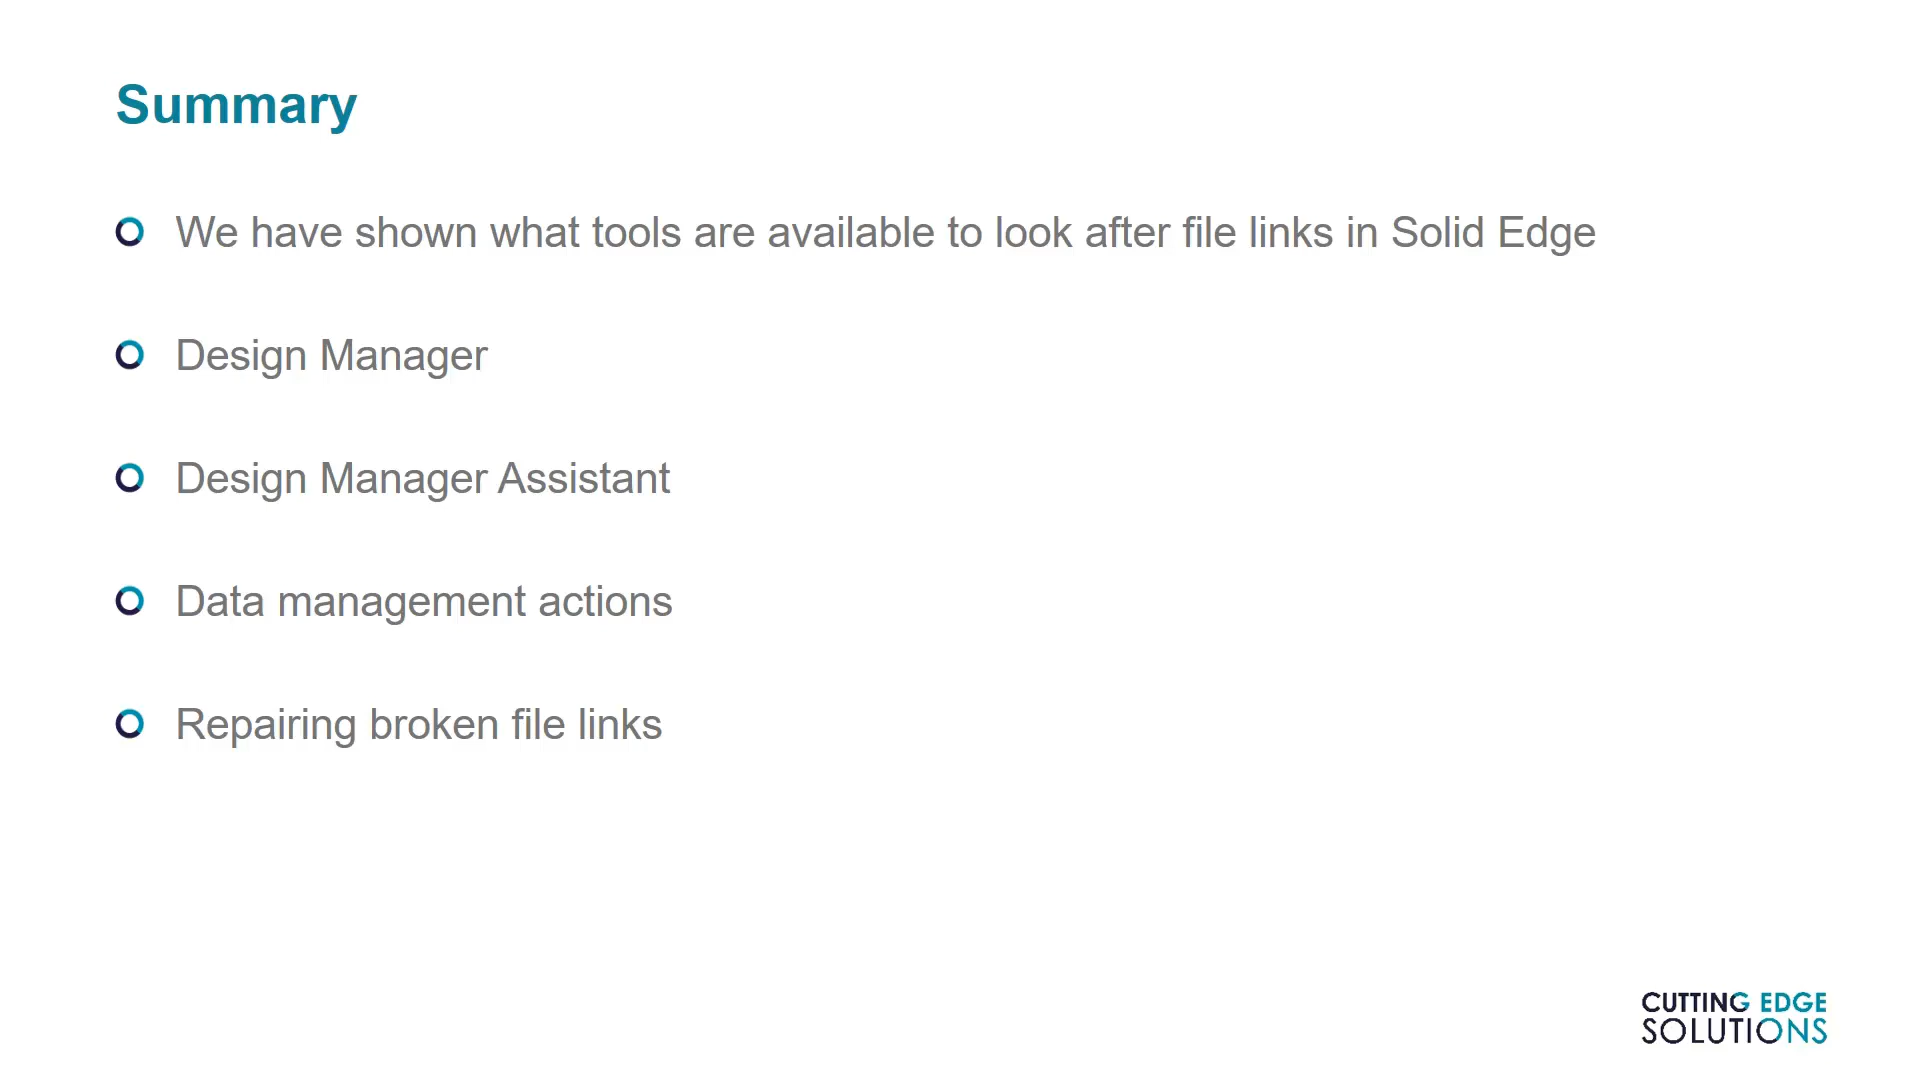 Summary
We have shown what tools are available to look after file links in Solid Edge
Design Manager
Design Manager Assistant
Data management actions
Repairing broken file links
CUTTING EDGE
SOLUTIONS